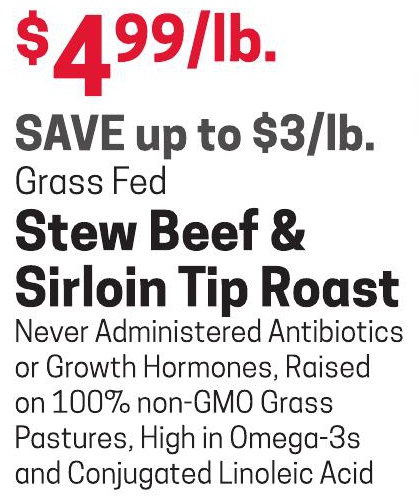 $4.99/lb.
SAVE up to $3/lb.
Grass Fed
Stew Beef &
Sirloin Tip Roast
Never Administered Antibiotics
or Growth Hormones, Raised
on 100% non-GMO Grass
Pastures, High in Omega-3s
and Conjugated Linoleic Acid